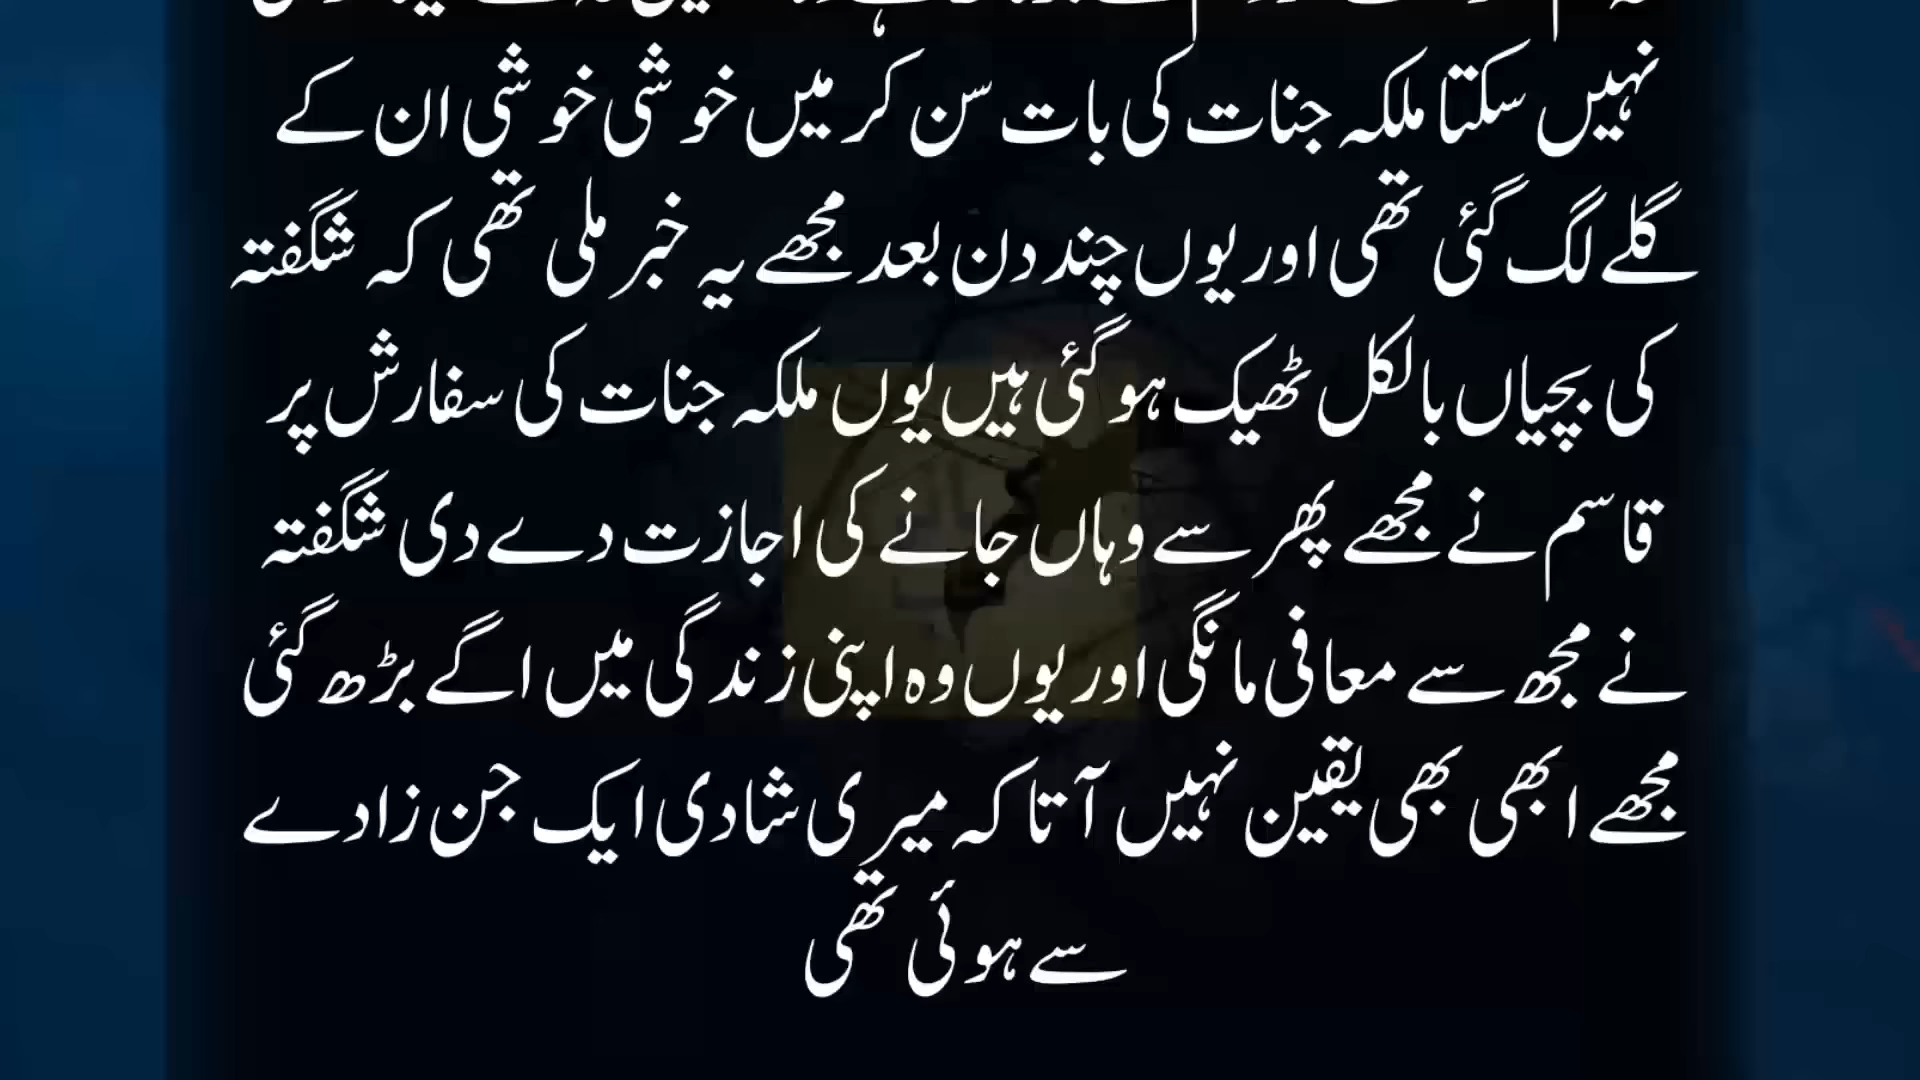 نہیں سکتا ملکہ جنات کی بات سن کر میں خوشی خوشی ان کے
گلے لگ گئی تھی اور یوں چند دن بعد مجھے یہ خبر ملی تھی کہ شگفتہ
کی بچیاں بالکل ٹھیک ہو گئی ہیں یوں ملکہ جنات کی سفارش پر
قاسم نے مجھے پھر سے وہاں جانے کی اجازت دے دی شگفتہ
نے مجھ سے معافی مانگی اور یوں وہ اپنی زندگی میں اگے بڑھ گئی
مجھے ابھی بھی یقین نہیں آتا کہ میری شادی ایک جن زادے
سے ہوئی تھی